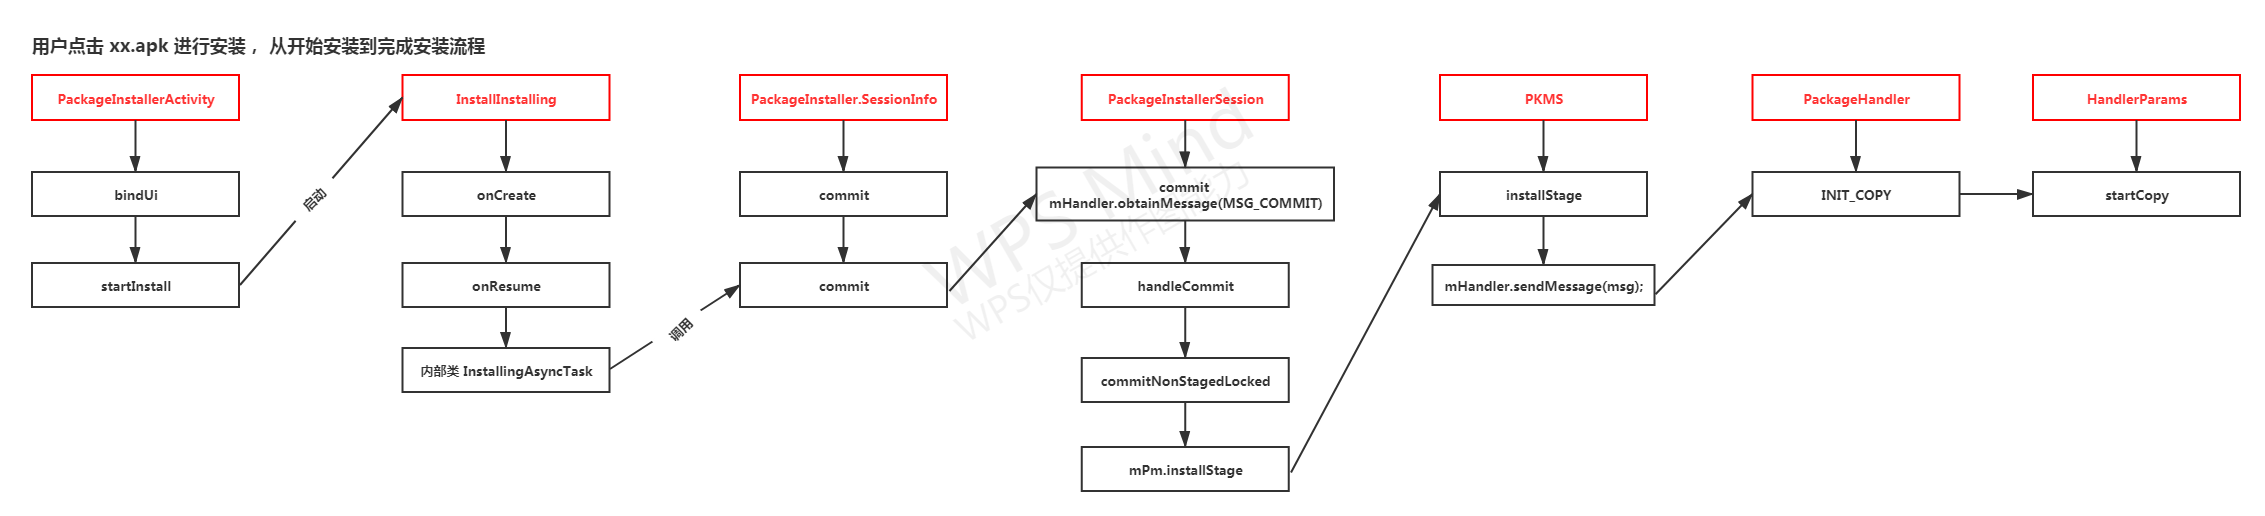 用户点击 xx.apk 进行安装 ， 从开始安装到完成安装流程
PackageInstallerActivity
bindUi
startInstall
启动
InstallInstalling
onCreate
onResume
内部类 InstallingAsyncTask
调用
PackageInstaller.SessionInfo
commit
commit
PackageInstallerSession
commit
mHandler.obtainMessage(MSG_COMMIT)
handleCommit
commitNonStagedLocked
mPm.installStage
PKMS
installStage
mHandler.sendMessage(msg);
PackageHandler
INIT_COPY
HandlerParams
startCopy
WPS Mind
WPS仅提供作图能力